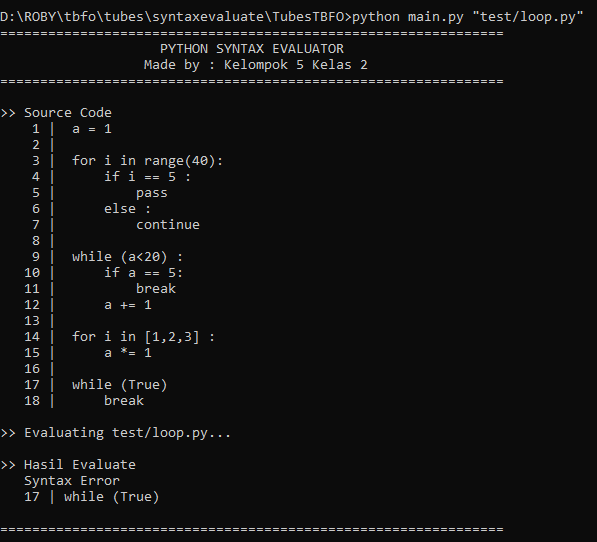 D:\ROBY\tbfo\tubes\syntaxevaluate\TubesTBFO>python main.py "test/loop.py"
===============================================================
PYTHON SYNTAX EVALUATOR
Made by : Kelompok 5 Kelas 2
===============================================================
>> Source Code
1 |  a = 1
2 |
3 |  for i in range(40):
4 |      if i == 5 :
5 |          pass
6 |      else :
7 |          continue
8 |
9 |  while (a<20) :
10 |      if a == 5:
11 |          break
12 |      a += 1
13 |
14 |  for i in [1,2,3] :
15 |      a *= 1
16 |
17 |  while (True)
18 |      break
>> Evaluating test/loop.py...
>> Hasil Evaluate
Syntax Error
17 | while (True)
===============================================================